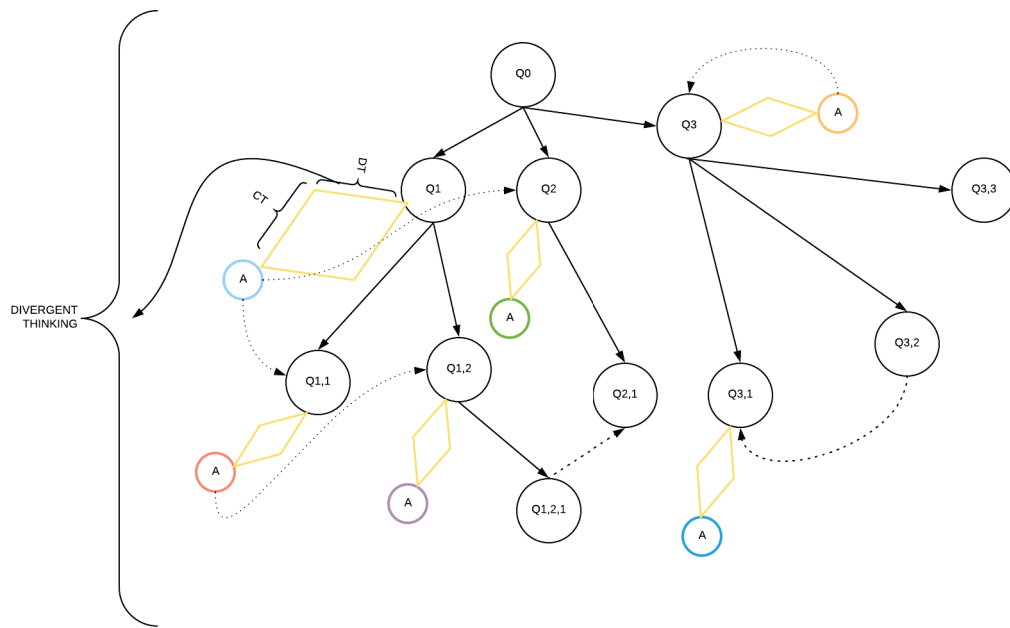 Q0
Q3
A
DT
CT
Q1
Q2
Q3,3
A
A
DIVERGENT
THINKING
Q3,2
Q1,1
Q1,2
Q2,1
Q3,1
A
A
Q1,2,1
A